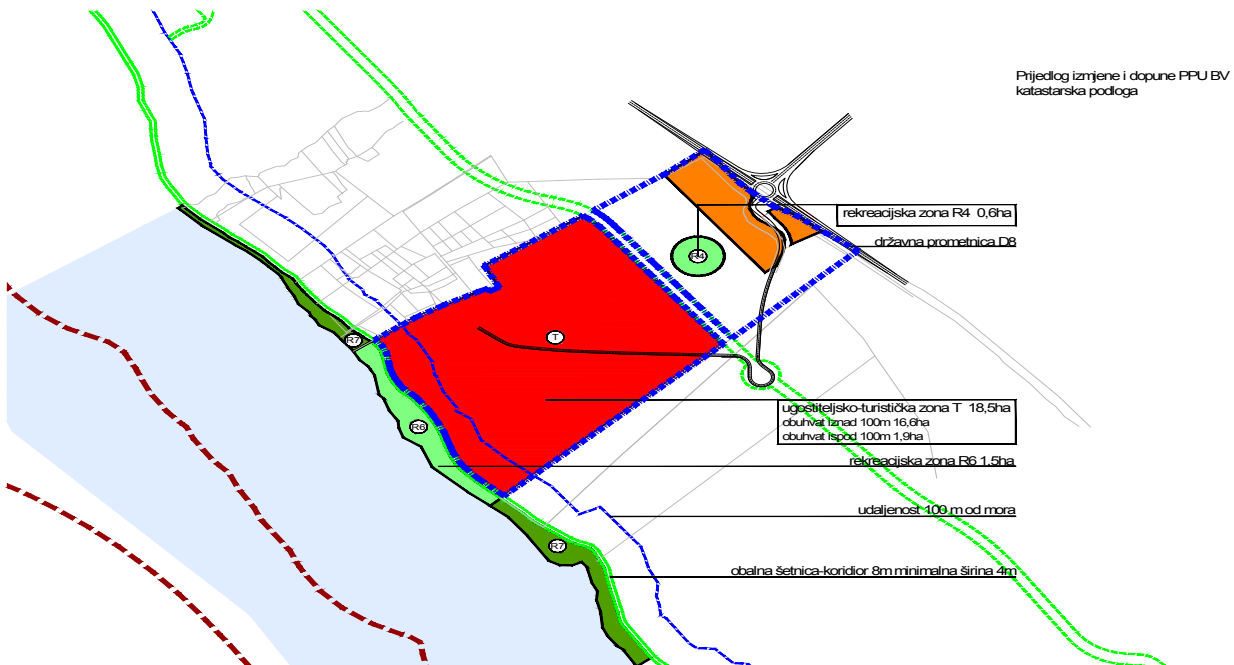 Prijedlog izmjene i dopune PPU BV
katastarska podloga
rekreacijska zona R4 0,6ha
državna prometnica D8
R4
T
R7
ugostiteljsko-turistička zona T 18,5ha
obuhvat iznad 100m 16,6ha
obuhvat ispod 100m 1,9ha
R6
rekreacijska zona R6 1.5ha
udaljenost 100 m od mora
R7
obalna šetnica-koridior 8m minimalna širina 4m